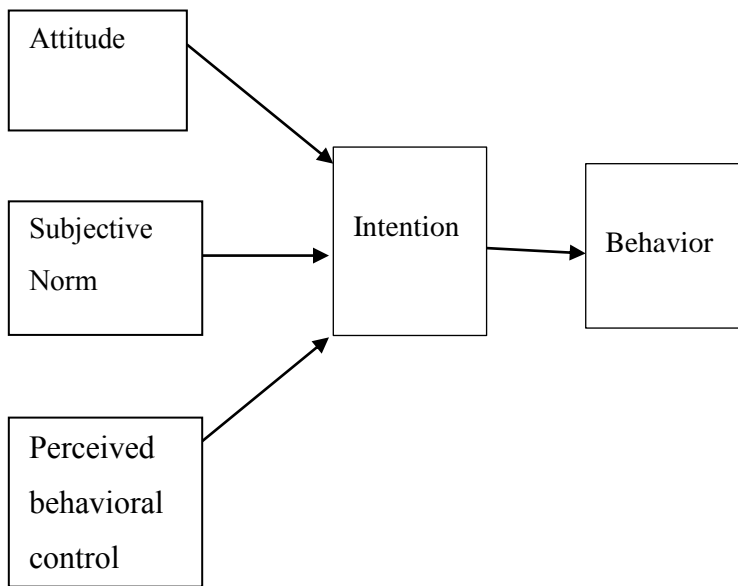 Attitude
Subjective
Norm
Perceived
behavioral
control
Intention
Behavior